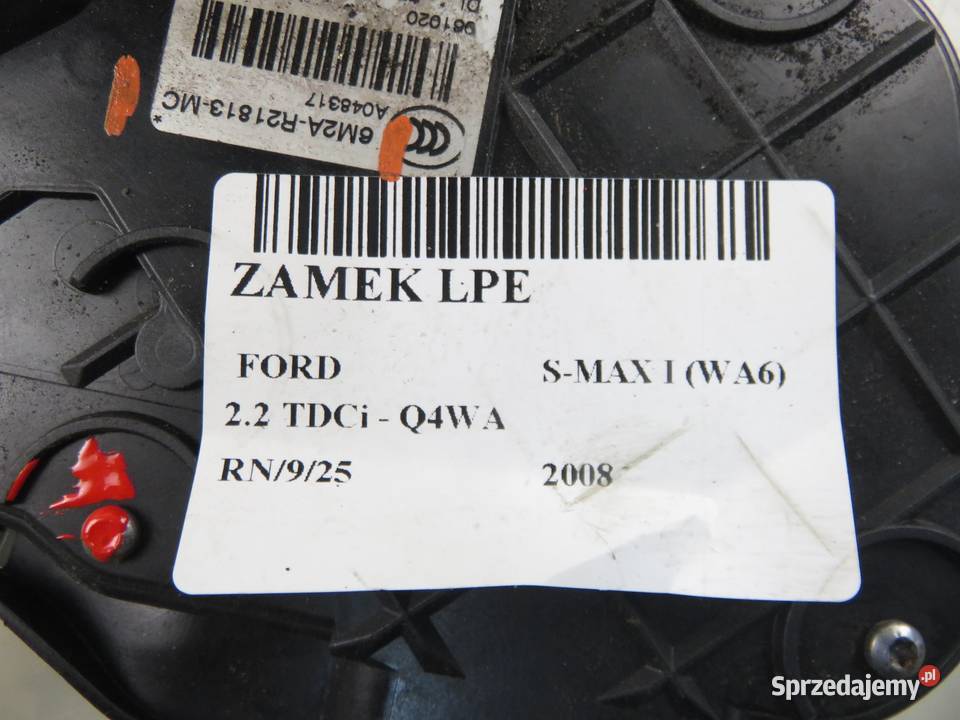 961020
A048317
6M2A-R21813-MC
*
ZAMEK LPE
FORD S-MAX I (WA6)
2.2 TDCi - Q4WA
RN/9/25 2008
Sprzedajemy.pl